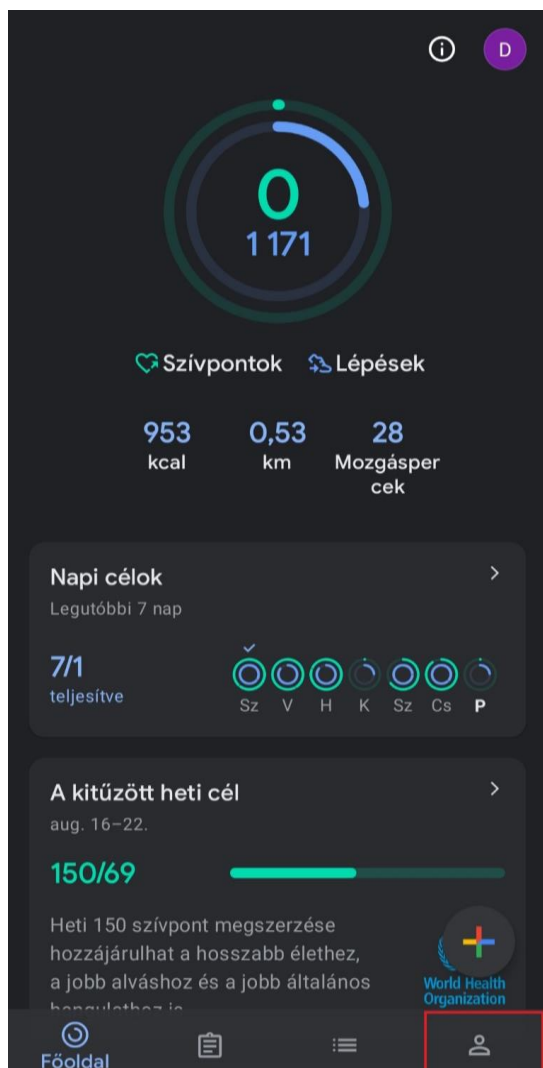 D
0
1 171
Szívpontok Lépések
953 0,53 28
kcal km Mozgásper
cek
Napi célok
Legutóbbi 7 nap
7/1
teljesítve
Sz V H K Sz Cs P
A kitűzött heti cél
aug. 16–22.
150/69
Heti 150 szívpont megszerzése
hozzájárulhat a hosszabb élethez,
a jobb alváshoz és a jobb általános
World Health
Organization
Főoldal